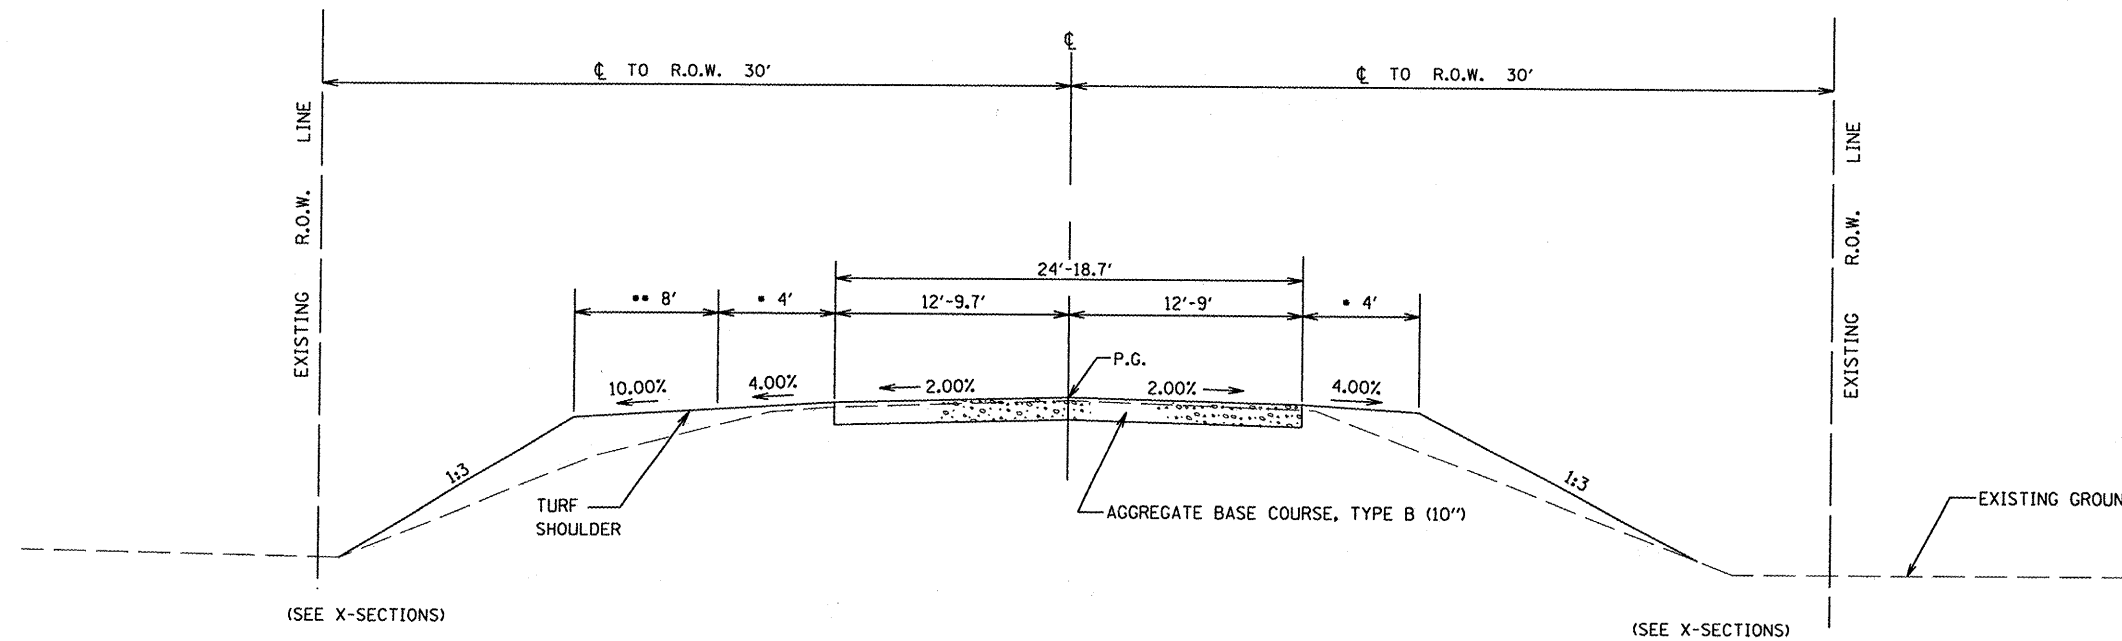 ℄
℄ TO R.O.W. 30'
℄ TO R.O.W. 30'
EXISTING R.O.W. LINE
EXISTING R.O.W. LINE
24'-18.7'
•• 8'
• 4'
12'-9.7'
12'-9'
• 4'
P.G.
10.00%
4.00%
2.00%
2.00%
4.00%
1:3
1:3
TURF
SHOULDER
AGGREGATE BASE COURSE, TYPE B (10")
EXISTING GROUN
(SEE X-SECTIONS)
(SEE X-SECTIONS)